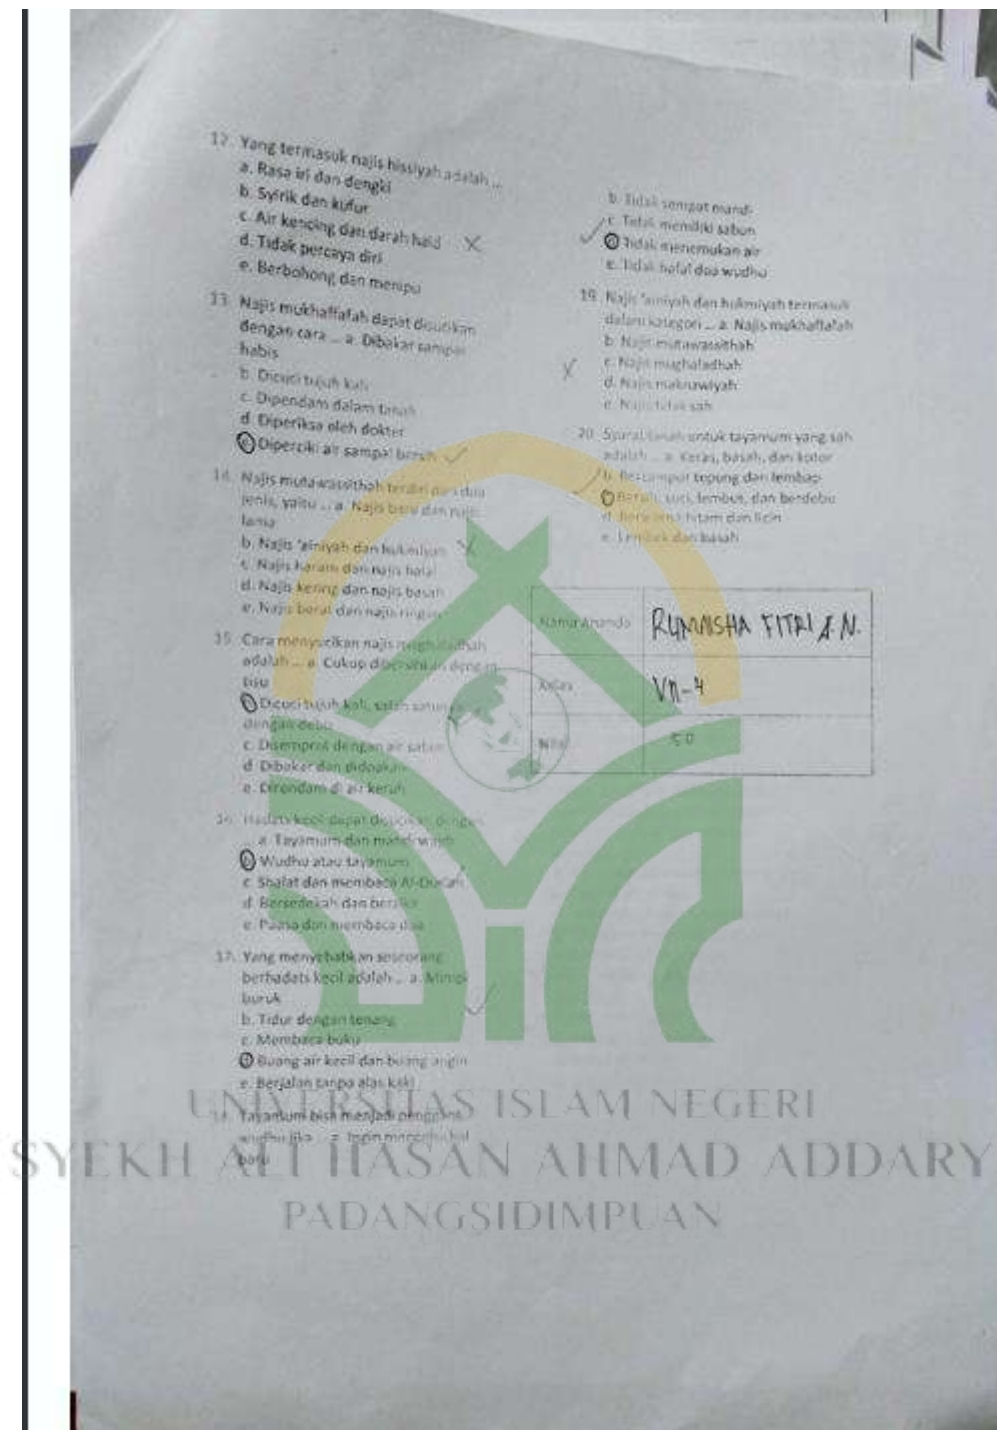 12. Yang termasuk najis hissiyah adalah ...
a. Rasa iri dan dengki
b. Syirik dan kufur
c. Air kencing dan darah haid
d. Tidak percaya diri
e. Berbohong dan menipu
13. Najis mukhaffafah dapat disucikan
dengan cara ... a. Dibakar sampai
habis
b. Dicuci tujuh kali
c. Dipendam dalam tanah
d. Diperiksa oleh dokter
e. Diperciki air sampai bersih
14. Najis mutawassithah terdiri dari dua
jenis, yaitu ... a. Najis baru dan najis
lama
b. Najis 'ainiyah dan hukmiyah
c. Najis haram dan najis halal
d. Najis kering dan najis basah
e. Najis berat dan najis ringan
15. Cara menyucikan najis mughaladhah
adalah ... a. Cukup dibersihkan dengan
tisu
b. Dicuci tujuh kali, salah satunya
dengan debu
c. Disemprot dengan air sabun
d. Dibakar dan didoakan
e. Direndam di air keruh
16. Hadats kecil dapat disucikan dengan
a. Tayamum dan mandi wajib
b. Wudhu atau tayamum
c. Shalat dan membaca Al-Qur'an
d. Bersedekah dan berzikir
e. Puasa dan membaca doa
17. Yang menyebabkan seseorang
berhadats kecil adalah ... a. Mimpi
buruk
b. Tidur dengan tenang
c. Membaca buku
d. Buang air kecil dan buang angin
e. Berjalan tanpa alas kaki
18. Tayamum bisa menjadi pengganti
wudhu jika ... a.
baru
b. Tidak sempat mandi
c. Tidak memiliki sabun
d. Tidak menemukan air
e. Tidak hafal doa wudhu
19. Najis 'ainiyah dan hukmiyah termasuk
dalam kategori ... a. Najis mukhaffafah
b. Najis mutawassithah
c. Najis mughaladhah
d. Najis maknawiyah
e. Najis tidak sah
20. Syarat tanah untuk tayamum yang sah
adalah ... a. Keras, basah, dan kotor
b. Bercampur tepung dan lembap
c. Bersih, suci, lembut, dan berdebu
d. Berwarna hitam dan licin
e. Lembek dan basah
Nama Ananda RUMAISHA FITRI A.N.
Kelas VII-4
Nilai 50
UNIVERSITAS ISLAM NEGERI
SYEKH ALI HASAN AHMAD ADDARY
PADANGSIDIMPUAN